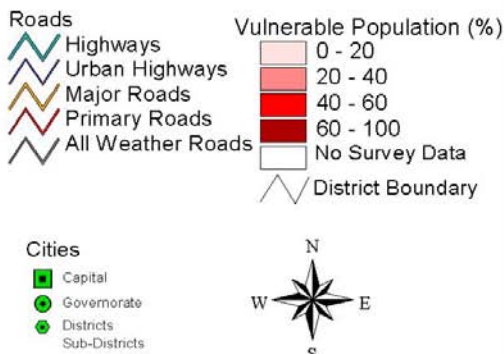 Roads
Highways
Urban Highways
Major Roads
Primary Roads
All Weather Roads
Vulnerable Population (%)
0 - 20
20 - 40
40 - 60
60 - 100
No Survey Data
District Boundary
Cities
Capital
Governorate
Districts
Sub-Districts
N
W E
S